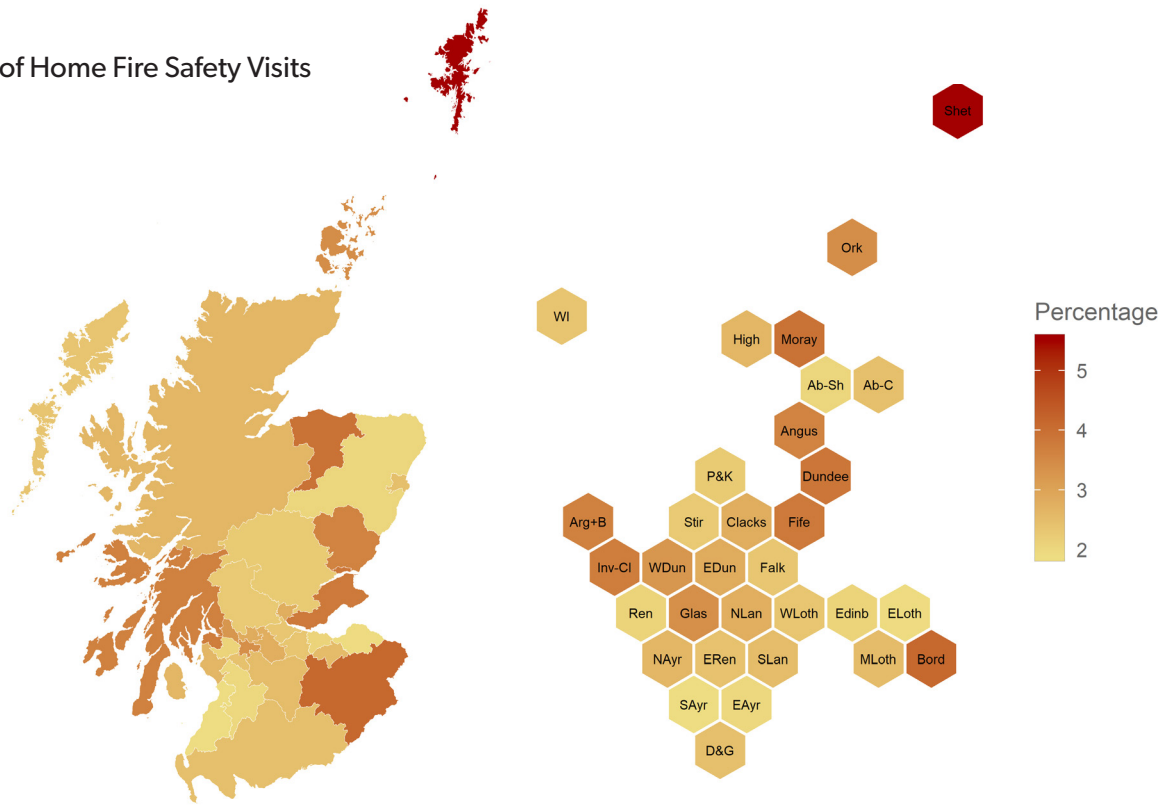 of Home Fire Safety Visits
Shet
Ork
WI
High Moray
Ab-Sh Ab-C
Angus
P&K Dundee
Arg+B Stir Clacks Fife
Inv-Cl WDun EDun Falk
Ren Glas NLan WLoth Edinb ELoth
NAyr ERen SLan MLoth Bord
SAyr EAyr
D&G
Percentage
5
4
3
2